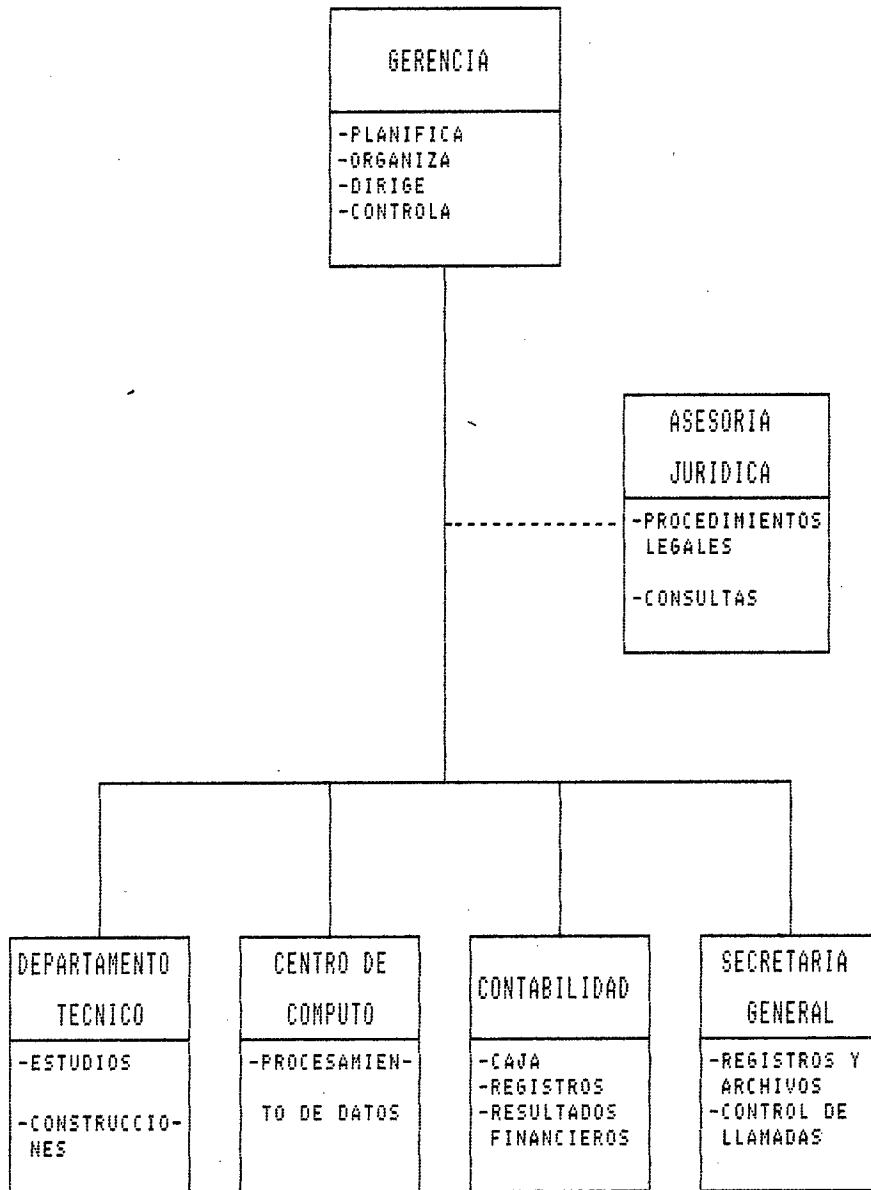 GERENCIA
-PLANIFICA
-ORGANIZA
-DIRIGE
-CONTROLA
ASESORIA
JURIDICA
-PROCEDIMIENTOS
LEGALES
-CONSULTAS
DEPARTAMENTO
TECNICO
-ESTUDIOS
-CONSTRUCCIO-
NES
CENTRO DE
COMPUTO
-PROCESAMIEN-
TO DE DATOS
CONTABILIDAD
-CAJA
-REGISTROS
-RESULTADOS
FINANCIEROS
SECRETARIA
GENERAL
-REGISTROS Y
ARCHIVOS
-CONTROL DE
LLAMADAS